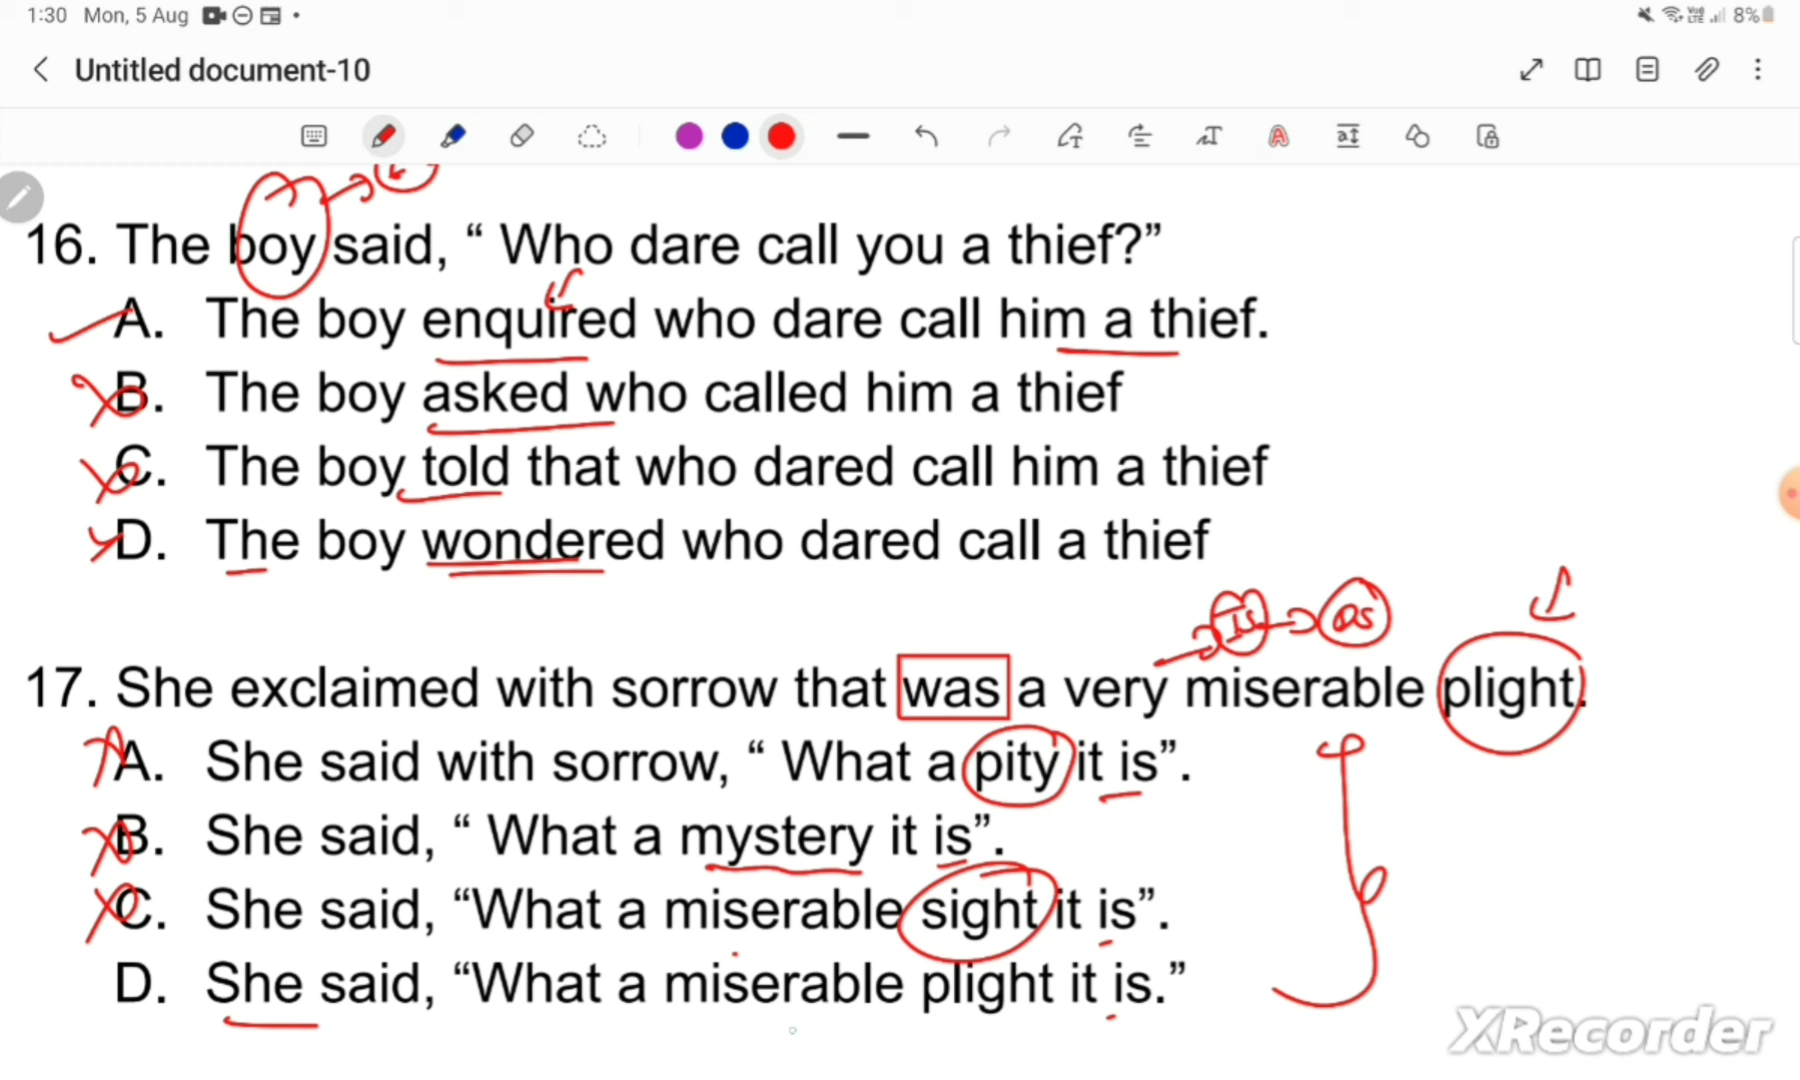 1:30 Mon, 5 Aug
8%
Untitled document-10
16. The boy said, “ Who dare call you a thief?”
A. The boy enquired who dare call him a thief.
B. The boy asked who called him a thief
C. The boy told that who dared call him a thief
D. The boy wondered who dared call a thief
is as
17. She exclaimed with sorrow that was a very miserable plight.
A. She said with sorrow, “ What a pity it is”.
B. She said, “ What a mystery it is”.
C. She said, “What a miserable sight it is”.
D. She said, “What a miserable plight it is.”
XRecorder